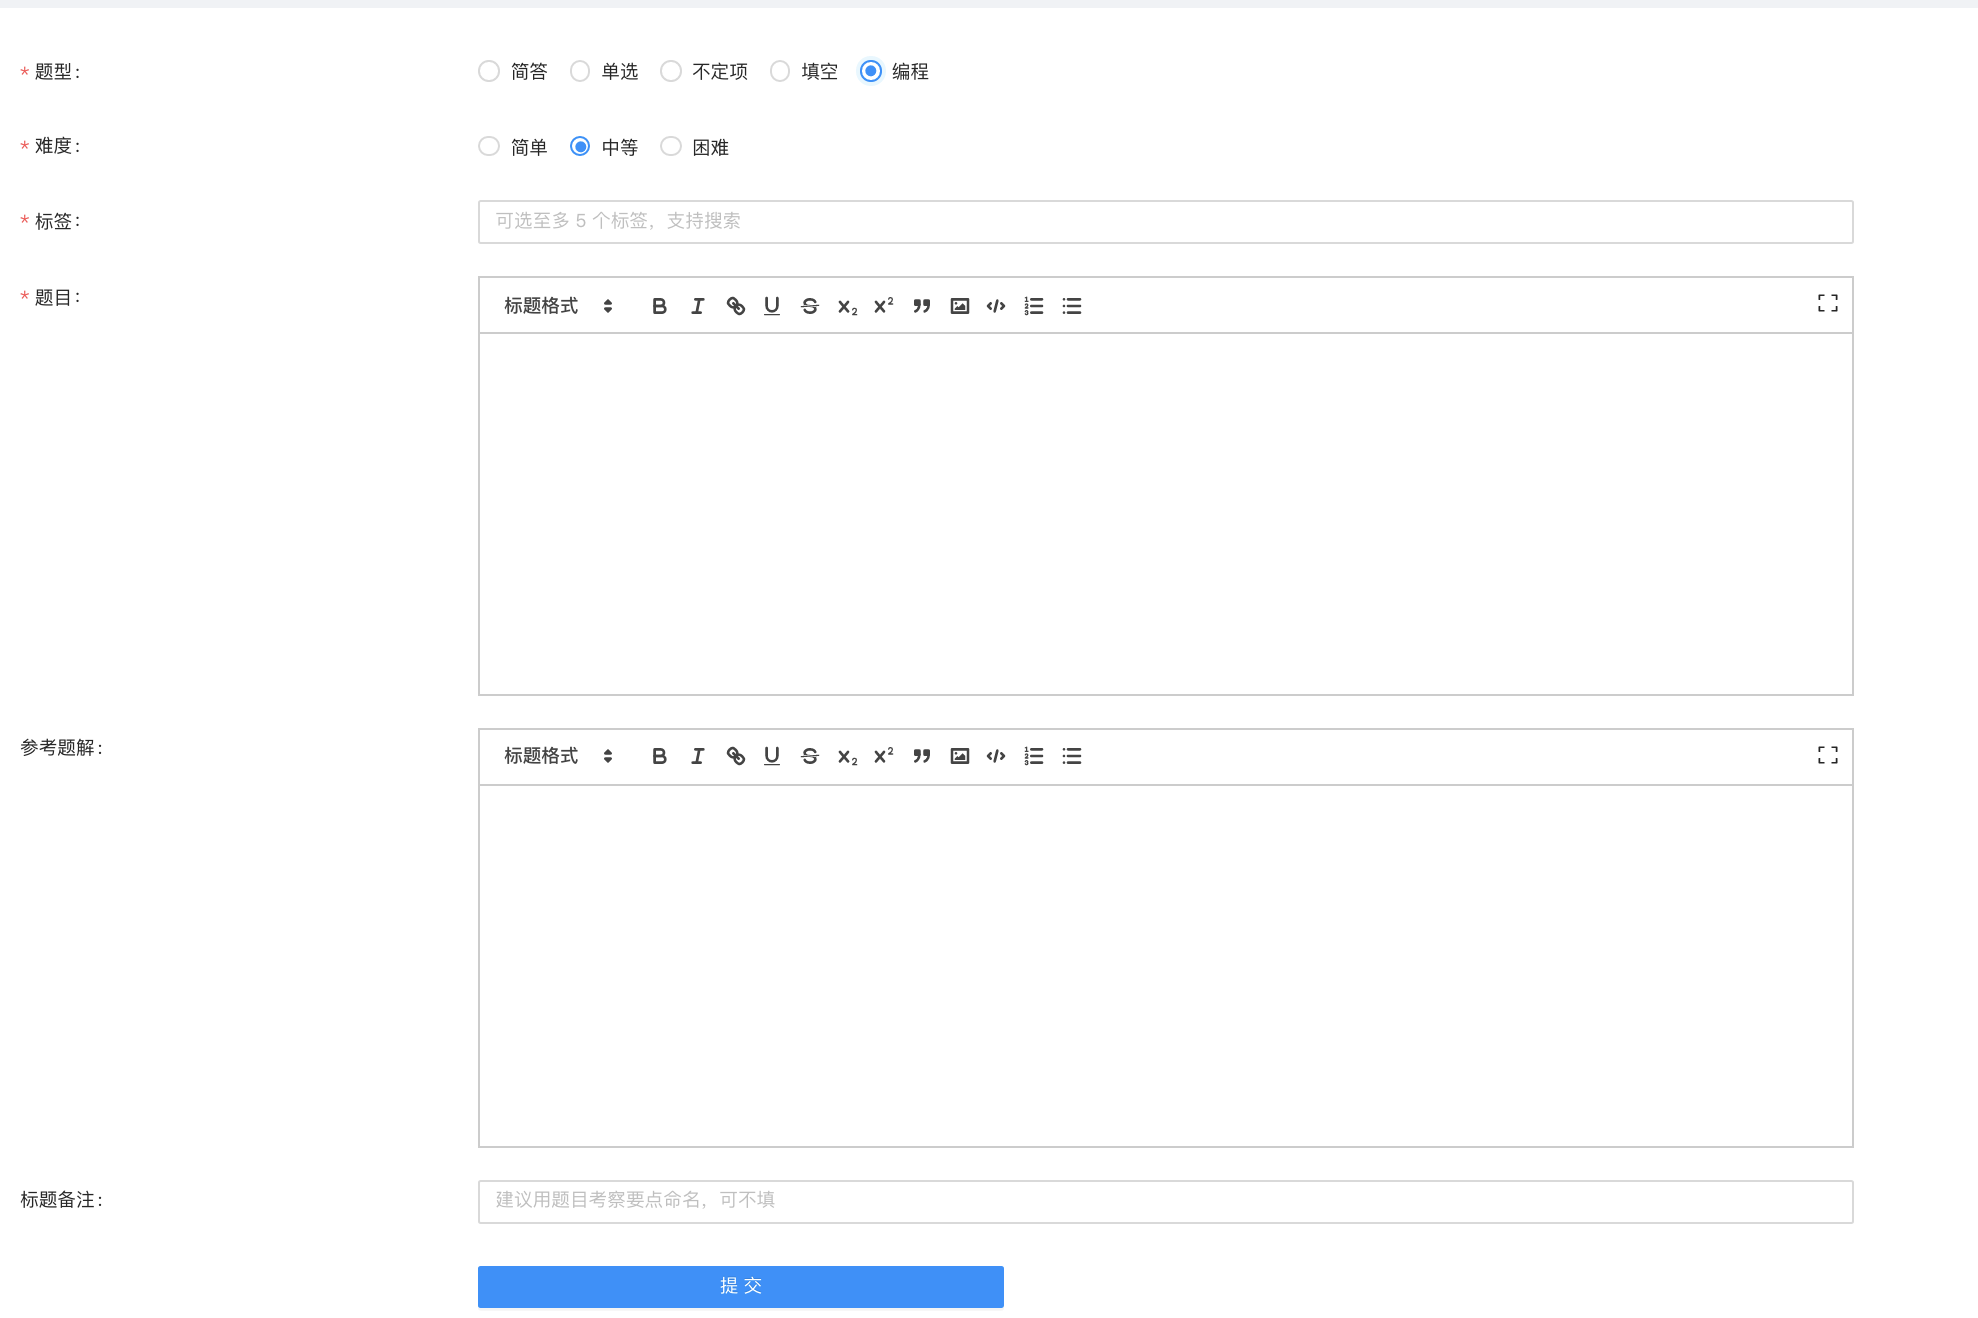 * 题型: 简答 单选 不定项 填空 编程
* 难度: 简单 中等 困难
* 标签: 可选至多 5 个标签，支持搜索
* 题目: 标题格式
参考题解: 标题格式
标题备注: 建议用题目考察要点命名，可不填
提 交